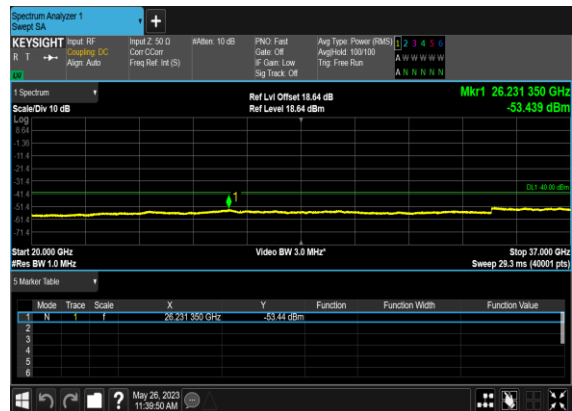 Spectrum Analyzer 1
Swept SA
+
KEYSIGHT Input: RF Input Z: 50 Ω #Atten: 10 dB PNO: Fast Avg Type: Power (RMS) 1 2 3 4 5 6
R T Coupling: DC Corr CCorr Gate: Off Avg|Hold: 100/100 A W W W W W
Align: Auto Freq Ref: Int (S) IF Gain: Low Trig: Free Run
LXI Sig Track: Off A N N N N N
1 Spectrum Ref Lvl Offset 18.64 dB Mkr1 26.231 350 GHz
Scale/Div 10 dB Ref Level 18.64 dBm -53.439 dBm
Log
8.64
-1.36
-11.4
-21.4
-31.4
-41.4 DL1 -40.00 dBm
1
-51.4
-61.4
-71.4
Start 20.000 GHz Video BW 3.0 MHz* Stop 37.000 GHz
#Res BW 1.0 MHz Sweep 29.3 ms (40001 pts)
5 Marker Table
Mode Trace Scale X Y Function Function Width Function Value
1 N 1 f 26.231 350 GHz -53.44 dBm
2
3
4
5
6
? May 26, 2023
11:39:50 AM